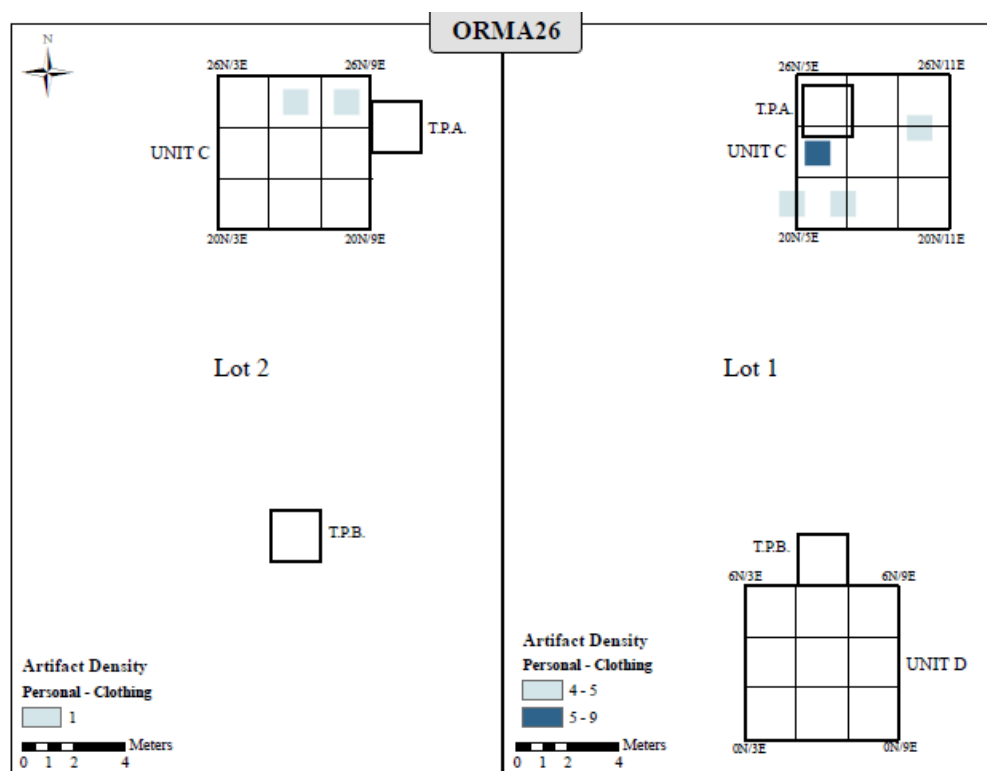 ORMA26
N
26N/3E 26N/9E
T.P.A.
UNIT C
20N/3E 20N/9E
Lot 2
T.P.B.
Artifact Density
Personal - Clothing
1
Meters
0 1 2 4
26N/5E 26N/11E
T.P.A.
UNIT C
20N/5E 20N/11E
Lot 1
T.P.B.
6N/3E 6N/9E
UNIT D
0N/3E 0N/9E
Artifact Density
Personal - Clothing
4 - 5
5 - 9
Meters
0 1 2 4